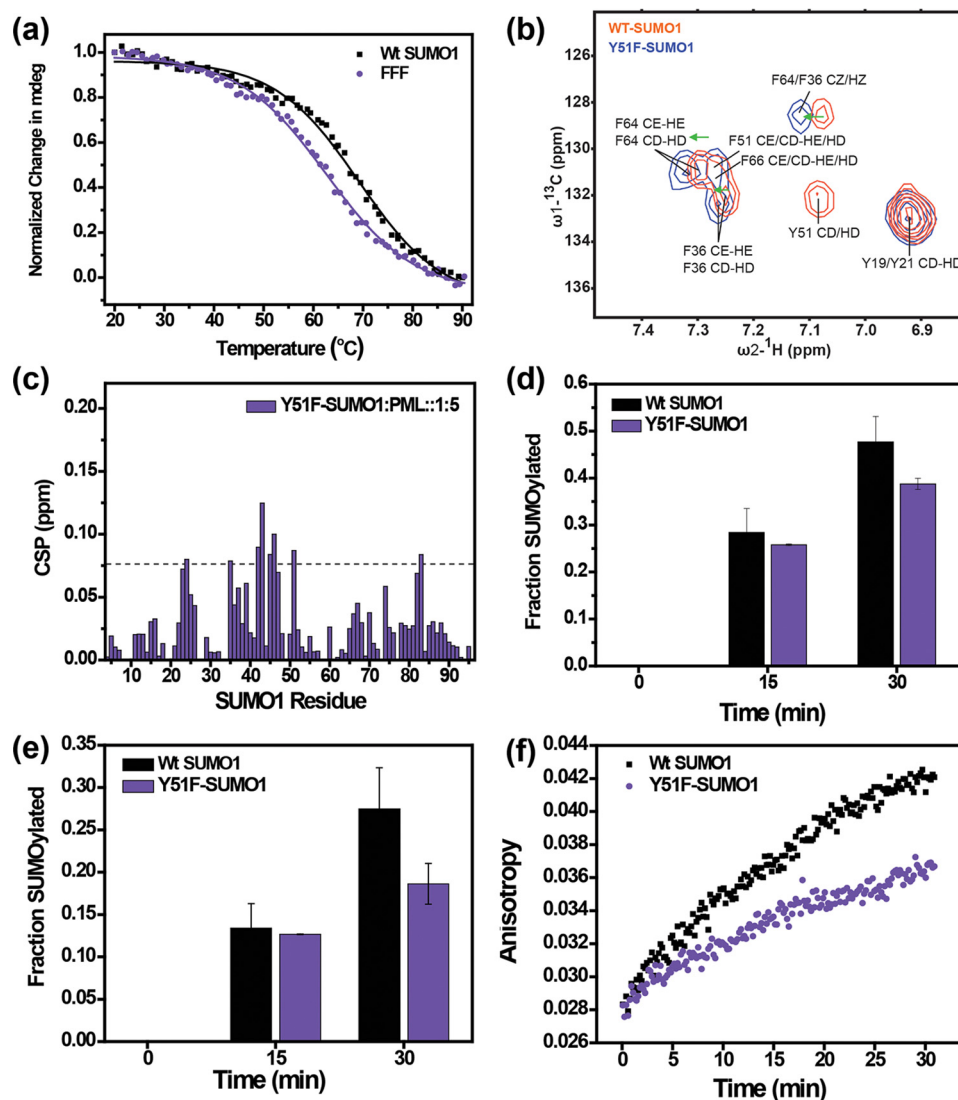 (a)
Wt SUMO1
FFF
Normalized Change in mdeg
1.0
0.8
0.6
0.4
0.2
0.0
20 30 40 50 60 70 80 90
Temperature (°C)
(b)
WT-SUMO1
Y51F-SUMO1
F64/F36 CZ/HZ
F64 CE-HE
F64 CD-HD
F51 CE/CD-HE/HD
F66 CE/CD-HE/HD
Y51 CD/HD
F36 CE-HE
F36 CD-HD
Y19/Y21 CD-HD
ω1-¹³C (ppm)
126
128
130
132
134
136
7.4 7.3 7.2 7.1 7.0 6.9
ω2-¹H (ppm)
(c)
Y51F-SUMO1:PML::1:5
CSP (ppm)
0.20
0.15
0.10
0.05
0.00
10 20 30 40 50 60 70 80 90
SUMO1 Residue
(d)
Wt SUMO1
Y51F-SUMO1
Fraction SUMOylated
0.6
0.5
0.4
0.3
0.2
0.1
0.0
0 15 30
Time (min)
(e)
Wt SUMO1
Y51F-SUMO1
Fraction SUMOylated
0.35
0.30
0.25
0.20
0.15
0.10
0.05
0.00
0 15 30
Time (min)
(f)
Wt SUMO1
Y51F-SUMO1
Anisotropy
0.044
0.042
0.040
0.038
0.036
0.034
0.032
0.030
0.028
0.026
0 5 10 15 20 25 30
Time (min)